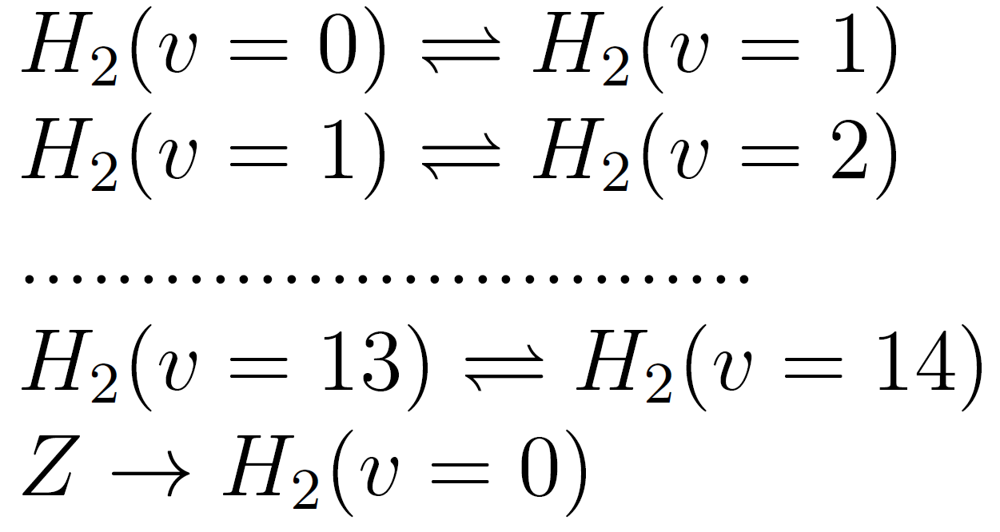 H₂(v = 0) ⇌ H₂(v = 1)
H₂(v = 1) ⇌ H₂(v = 2)
...............................
H₂(v = 13) ⇌ H₂(v = 14)
Z → H₂(v = 0)